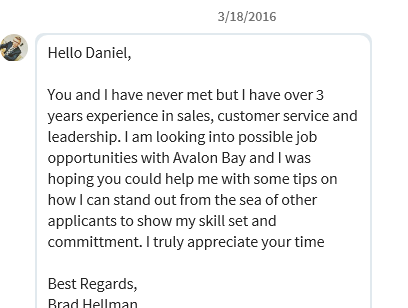 3/18/2016
Hello Daniel,
You and I have never met but I have over 3
years experience in sales, customer service and
leadership. I am looking into possible job
opportunities with Avalon Bay and I was
hoping you could help me with some tips on
how I can stand out from the sea of other
applicants to show my skill set and
committment. I truly appreciate your time
Best Regards,
Brad Hellman